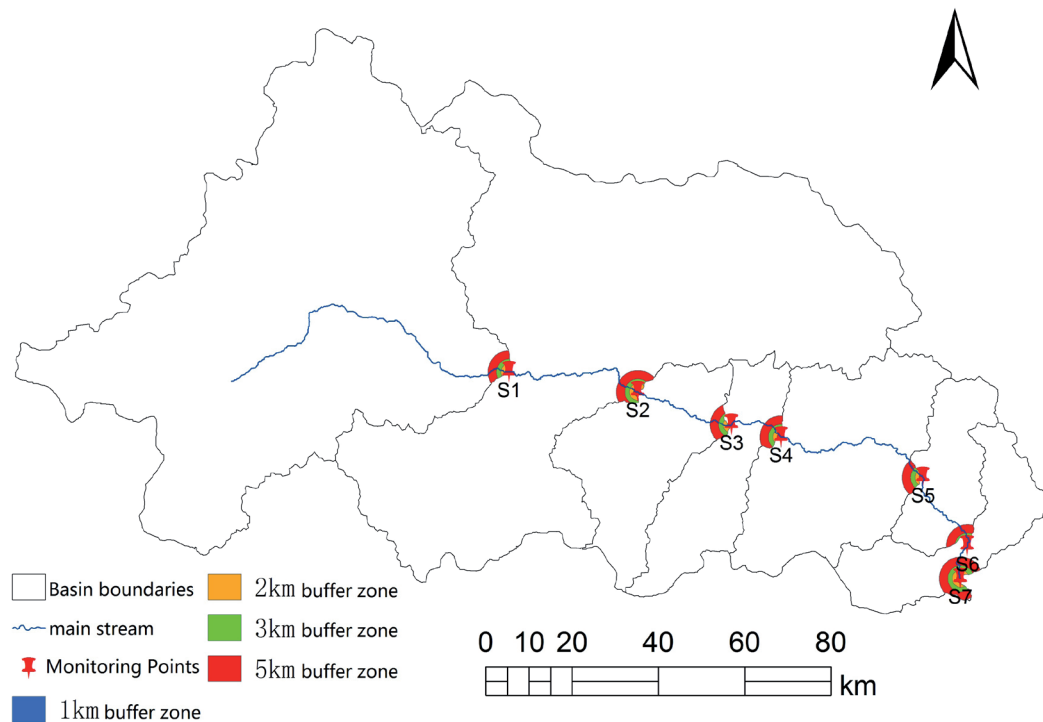 S1
S2
S3
S4
S5
S6
S7
Basin boundaries
main stream
Monitoring Points
1km buffer zone
2km buffer zone
3km buffer zone
5km buffer zone
0 10 20 40 60 80
km